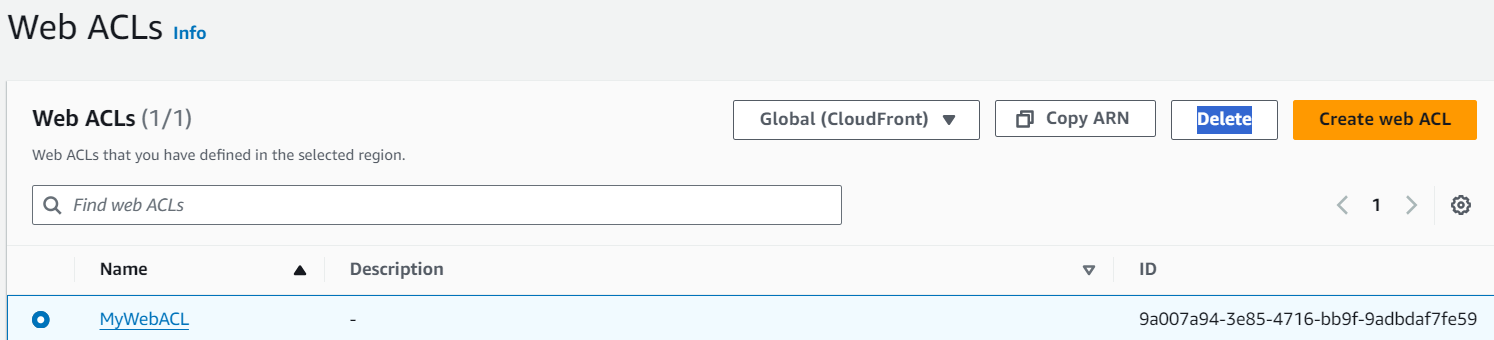 Web ACLs Info
Web ACLs (1/1) Global (CloudFront) Copy ARN Delete Create web ACL
Web ACLs that you have defined in the selected region.
Find web ACLs 1
Name Description ID
MyWebACL - 9a007a94-3e85-4716-bb9f-9adbdaf7fe59